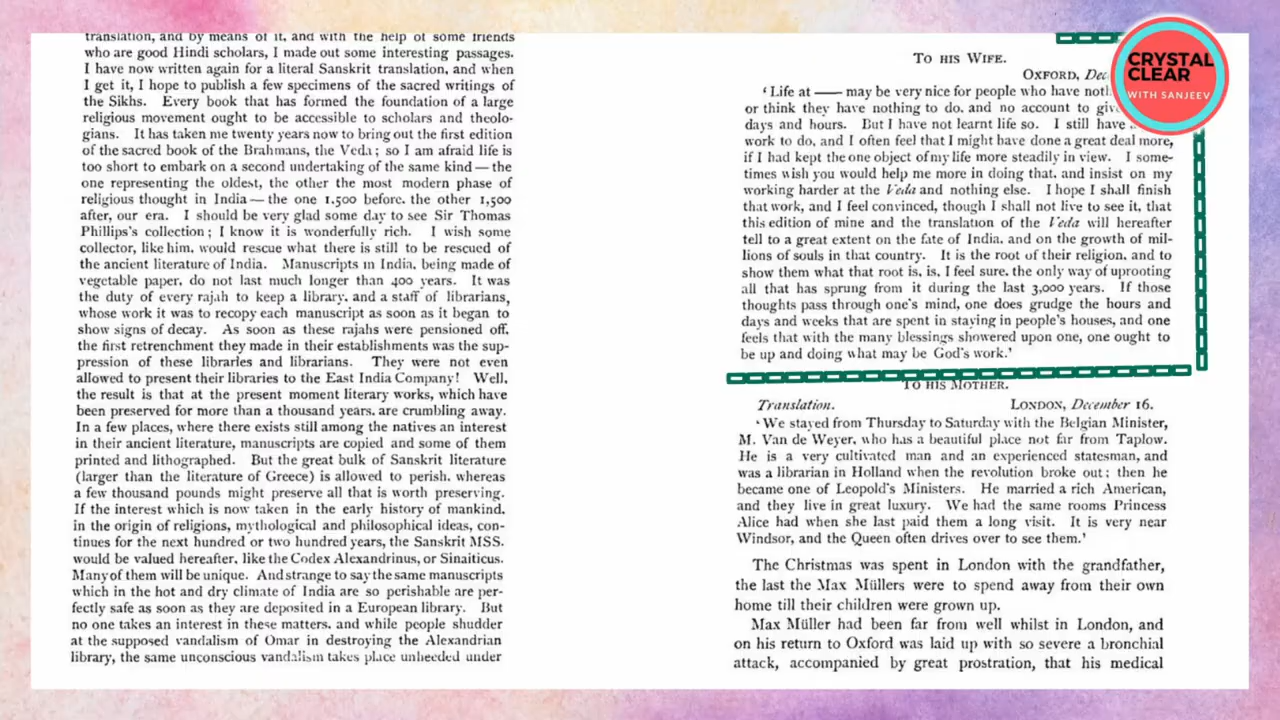 translation, and by means of it, and with the help of some friends
who are good Hindi scholars, I made out some interesting passages.
I have now written again for a literal Sanskrit translation, and when
I get it, I hope to publish a few specimens of the sacred writings of
the Sikhs. Every book that has formed the foundation of a large
religious movement ought to be accessible to scholars and theolo-
gians. It has taken me twenty years now to bring out the first edition
of the sacred book of the Brahmans, the Veda; so I am afraid life is
too short to embark on a second undertaking of the same kind—the
one representing the oldest, the other the most modern phase of
religious thought in India—the one 1,500 before, the other 1,500
after, our era. I should be very glad some day to see Sir Thomas
Phillips's collection; I know it is wonderfully rich. I wish some
collector, like him, would rescue what there is still to be rescued of
the ancient literature of India. Manuscripts in India, being made of
vegetable paper, do not last much longer than 400 years. It was
the duty of every rajah to keep a library, and a staff of librarians,
whose work it was to recopy each manuscript as soon as it began to
show signs of decay. As soon as these rajahs were pensioned off,
the first retrenchment they made in their establishments was the sup-
pression of these libraries and librarians. They were not even
allowed to present their libraries to the East India Company! Well,
the result is that at the present moment literary works, which have
been preserved for more than a thousand years, are crumbling away.
In a few places, where there exists still among the natives an interest
in their ancient literature, manuscripts are copied and some of them
printed and lithographed. But the great bulk of Sanskrit literature
(larger than the literature of Greece) is allowed to perish, whereas
a few thousand pounds might preserve all that is worth preserving.
If the interest which is now taken in the early history of mankind,
in the origin of religions, mythological and philosophical ideas, con-
tinues for the next hundred or two hundred years, the Sanskrit MSS.
would be valued hereafter, like the Codex Alexandrinus, or Sinaiticus.
Many of them will be unique. And strange to say the same manuscripts
which in the hot and dry climate of India are so perishable are per-
fectly safe as soon as they are deposited in a European library. But
no one takes an interest in these matters, and while people shudder
at the supposed vandalism of Omar in destroying the Alexandrian
library, the same unconscious vandalism takes place unheeded under
TO HIS WIFE.
OXFORD, Dec
'Life at —— may be very nice for people who have
or think they have nothing to do, and no account to
days and hours. But I have not learnt life so. I still have
work to do, and I often feel that I might have done a great deal more,
if I had kept the one object of my life more steadily in view. I some-
times wish you would help me more in doing that, and insist on my
working harder at the Veda and nothing else. I hope I shall finish
that work, and I feel convinced, though I shall not live to see it, that
this edition of mine and the translation of the Veda will hereafter
tell to a great extent on the fate of India, and on the growth of mil-
lions of souls in that country. It is the root of their religion, and to
show them what that root is, is, I feel sure, the only way of uprooting
all that has sprung from it during the last 3,000 years. If those
thoughts pass through one's mind, one does grudge the hours and
days and weeks that are spent in staying in people's houses, and one
feels that with the many blessings showered upon one, one ought to
be up and doing what may be God's work.'
TO HIS MOTHER.
Translation. LONDON, December 16.
'We stayed from Thursday to Saturday with the Belgian Minister,
M. Van de Weyer, who has a beautiful place not far from Taplow.
He is a very cultivated man and an experienced statesman, and
was a librarian in Holland when the revolution broke out; then he
became one of Leopold's Ministers. He married a rich American,
and they live in great luxury. We had the same rooms Princess
Alice had when she last paid them a long visit. It is very near
Windsor, and the Queen often drives over to see them.'
The Christmas was spent in London with the grandfather,
the last the Max Müllers were to spend away from their own
home till their children were grown up.
Max Müller had been far from well whilst in London, and
on his return to Oxford was laid up with so severe a bronchial
attack, accompanied by great prostration, that his medical
CRYSTAL
CLEAR
WITH SANJEEV